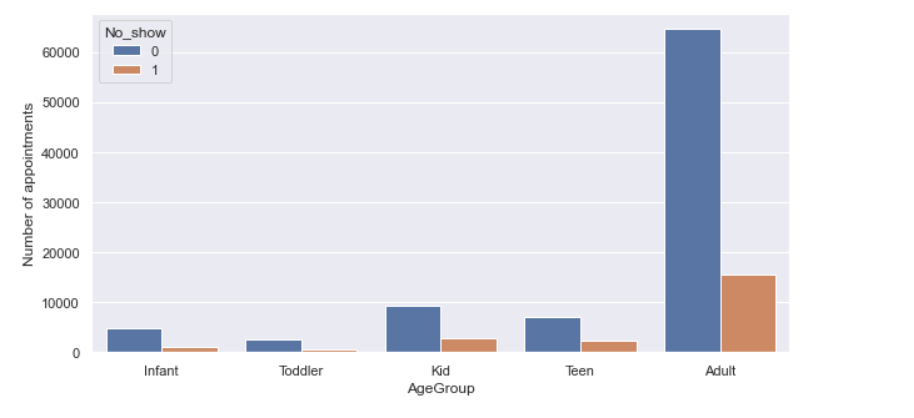 No_show
0
1
60000
50000
40000
30000
20000
10000
0
Number of appointments
Infant Toddler Kid Teen Adult
AgeGroup